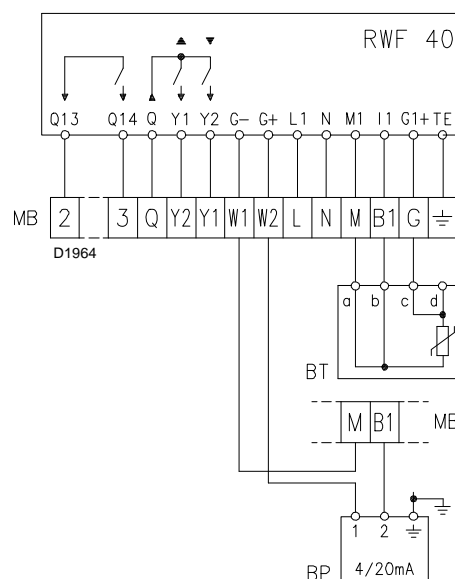 RWF 40
Q13 Q14 Q Y1 Y2 G– G+ L1 N M1 I1 G1+ TE
MB 2 3 Q Y2 Y1 W1 W2 L N M B1 G
D1964
a b c d
BT
M B1 MB
1 2
BP 4/20mA